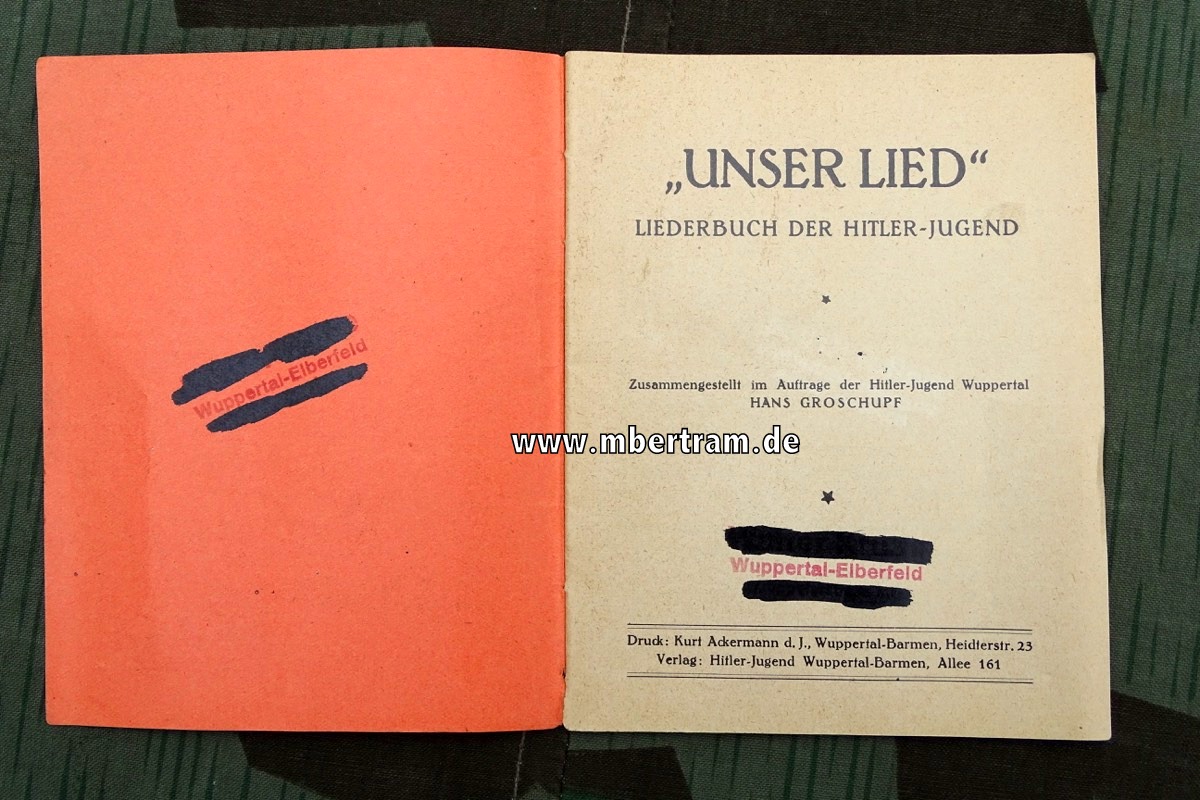 Wuppertal-Elberfeld
„UNSER LIED“
LIEDERBUCH DER HITLER-JUGEND
Zusammengestellt im Auftrage der Hitler-Jugend Wuppertal
HANS GROSCHUPF
www.mbertram.de
Wuppertal-Elberfeld
Druck: Kurt Ackermann d. J., Wuppertal-Barmen, Heidterstr. 23
Verlag: Hitler-Jugend Wuppertal-Barmen, Allee 161